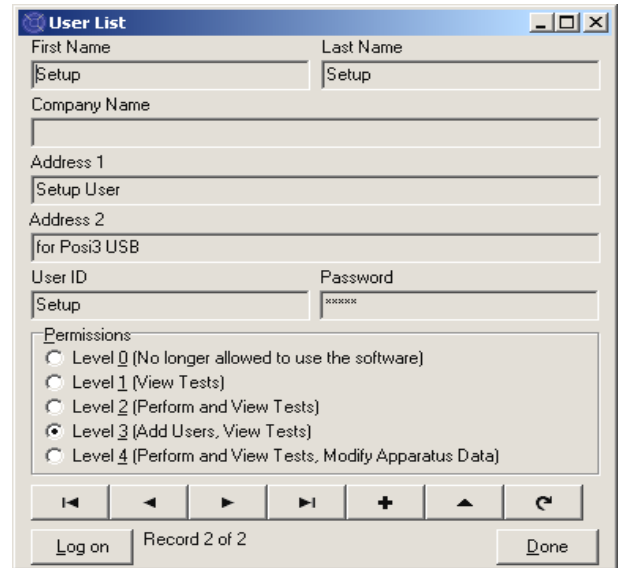 User List
First Name Last Name
Setup Setup
Company Name
Address 1
Setup User
Address 2
for Posi3 USB
User ID Password
Setup *****
Permissions
Level 0 (No longer allowed to use the software)
Level 1 (View Tests)
Level 2 (Perform and View Tests)
Level 3 (Add Users, View Tests)
Level 4 (Perform and View Tests, Modify Apparatus Data)
Log on Record 2 of 2 Done